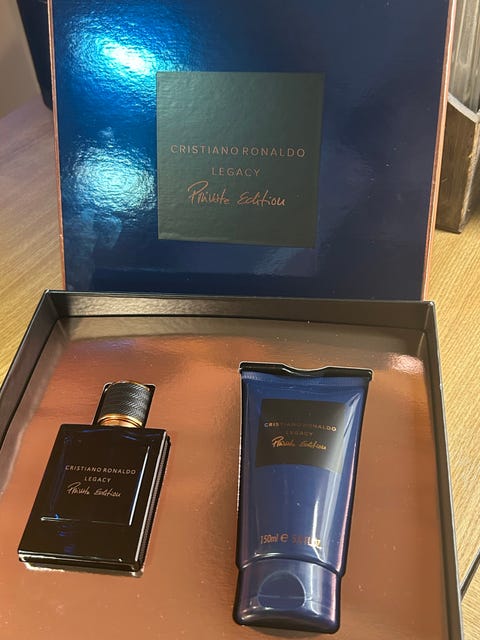 CRISTIANO RONALDO
LEGACY
Private Edition
CRISTIANO RONALDO
LEGACY
Private Edition
CRISTIANO RONALDO
LEGACY
Private Edition
150ml e